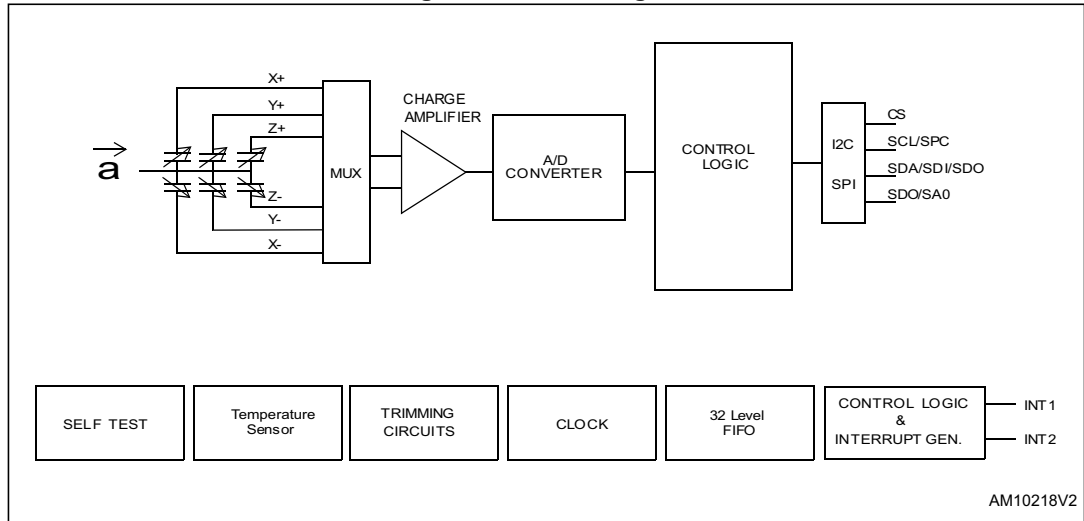 X+
Y+
Z+
a
Z-
Y-
X-
MUX
CHARGE
AMPLIFIER
A/D
CONVERTER
CONTROL
LOGIC
I2C
SPI
CS
SCL/SPC
SDA/SDI/SDO
SDO/SA0
SELF TEST
Temperature
Sensor
TRIMMING
CIRCUITS
CLOCK
32 Level
FIFO
CONTROL LOGIC
&
INTERRUPT GEN.
INT1
INT2
AM10218V2